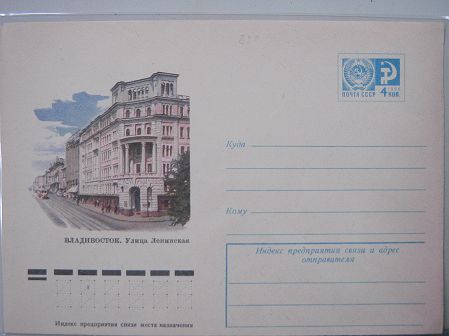 ПОЧТА СССР
4 КОП.
Куда
Кому
ВЛАДИВОСТОК. Улица Ленинская
Индекс предприятия связи и адрес
отправителя
Индекс предприятия связи места назначения